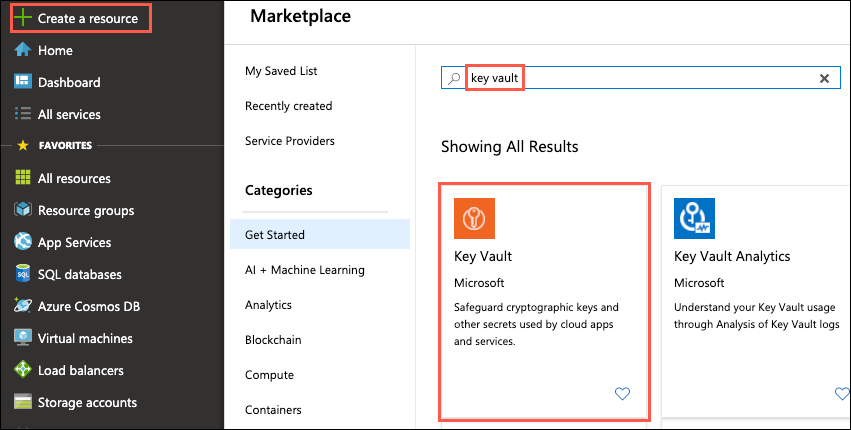 Create a resource
Home
Dashboard
All services
FAVORITES
All resources
Resource groups
App Services
SQL databases
Azure Cosmos DB
Virtual machines
Load balancers
Storage accounts
Marketplace
My Saved List
Recently created
Service Providers
Categories
Get Started
AI + Machine Learning
Analytics
Blockchain
Compute
Containers
key vault
Showing All Results
Key Vault
Microsoft
Safeguard cryptographic keys and
other secrets used by cloud apps
and services.
Key Vault Analytics
Microsoft
Understand your Key Vault usage
through Analysis of Key Vault logs